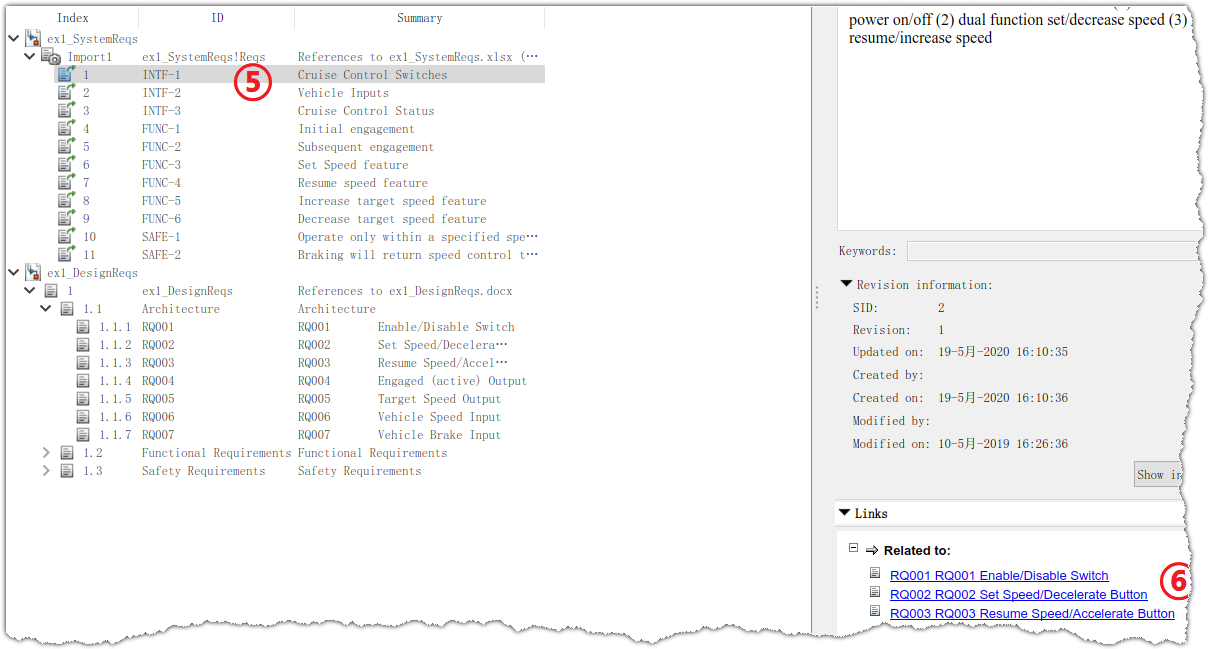 Index ID Summary
ex1_SystemReqs
Import1 ex1_SystemReqs!Reqs References to ex1_SystemReqs.xlsx (…
1 INTF-1 Cruise Control Switches
⑤
2 INTF-2 Vehicle Inputs
3 INTF-3 Cruise Control Status
4 FUNC-1 Initial engagement
5 FUNC-2 Subsequent engagement
6 FUNC-3 Set Speed feature
7 FUNC-4 Resume speed feature
8 FUNC-5 Increase target speed feature
9 FUNC-6 Decrease target speed feature
10 SAFE-1 Operate only within a specified spe…
11 SAFE-2 Braking will return speed control t…
ex1_DesignReqs
1 ex1_DesignReqs References to ex1_DesignReqs.docx
1.1 Architecture Architecture
1.1.1 RQ001 RQ001 Enable/Disable Switch
1.1.2 RQ002 RQ002 Set Speed/Decelera…
1.1.3 RQ003 RQ003 Resume Speed/Accel…
1.1.4 RQ004 RQ004 Engaged (active) Output
1.1.5 RQ005 RQ005 Target Speed Output
1.1.6 RQ006 RQ006 Vehicle Speed Input
1.1.7 RQ007 RQ007 Vehicle Brake Input
1.2 Functional Requirements Functional Requirements
1.3 Safety Requirements Safety Requirements
power on/off (2) dual function set/decrease speed (3)
resume/increase speed
Keywords:
Revision information:
SID: 2
Revision: 1
Updated on: 19-5月-2020 16:10:35
Created by:
Created on: 19-5月-2020 16:10:36
Modified by:
Modified on: 10-5月-2019 16:26:36
Show in
Links
⇒ Related to:
RQ001 RQ001 Enable/Disable Switch
⑥
RQ002 RQ002 Set Speed/Decelerate Button
RQ003 RQ003 Resume Speed/Accelerate Button